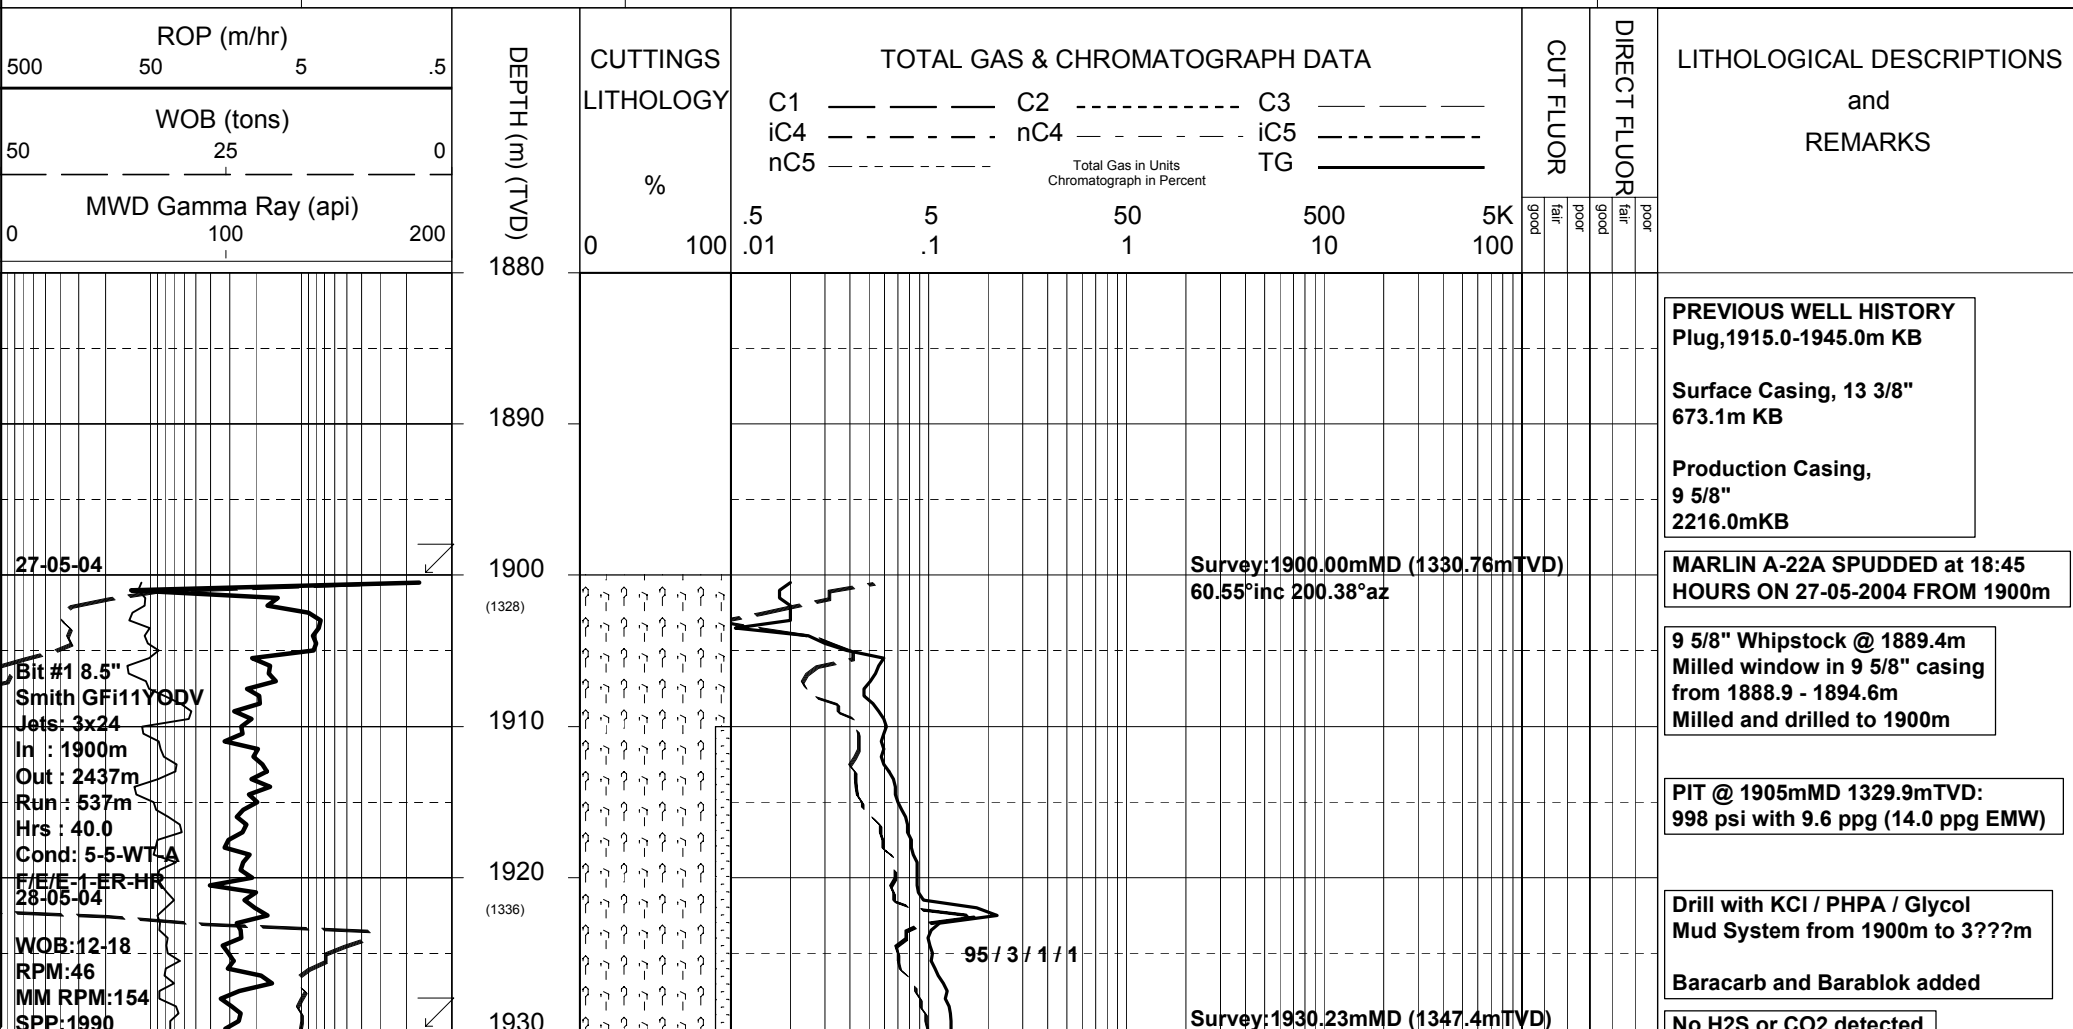 ROP (m/hr)
500 50 5 .5
WOB (tons)
50 25 0
MWD Gamma Ray (api)
0 100 200
DEPTH (m) (TVD)
CUTTINGS
LITHOLOGY
%
0 100
TOTAL GAS & CHROMATOGRAPH DATA
C1 C2 C3
iC4 nC4 iC5
nC5 TG
Total Gas in Units
Chromatograph in Percent
.5 5 50 500 5K
.01 .1 1 10 100
CUT FLUOR
good fair poor
DIRECT FLUOR
good fair poor
LITHOLOGICAL DESCRIPTIONS
and
REMARKS
1880
1890
1900
(1328)
1910
1920
(1336)
1930
27-05-04
Bit #1 8.5"
Smith GFi11YODV
Jets: 3x24
In : 1900m
Out : 2437m
Run : 537m
Hrs : 40.0
Cond: 5-5-WT-A
F/E/E-1-ER-HR
28-05-04
WOB:12-18
RPM:46
MM RPM:154
SPP:1990
Survey:1900.00mMD (1330.76mTVD)
60.55°inc 200.38°az
95 / 3 / 1 / 1
Survey:1930.23mMD (1347.4mTVD)
PREVIOUS WELL HISTORY
Plug,1915.0-1945.0m KB
Surface Casing, 13 3/8"
673.1m KB
Production Casing,
9 5/8"
2216.0mKB
MARLIN A-22A SPUDDED at 18:45
HOURS ON 27-05-2004 FROM 1900m
9 5/8" Whipstock @ 1889.4m
Milled window in 9 5/8" casing
from 1888.9 - 1894.6m
Milled and drilled to 1900m
PIT @ 1905mMD 1329.9mTVD:
998 psi with 9.6 ppg (14.0 ppg EMW)
Drill with KCl / PHPA / Glycol
Mud System from 1900m to 3???m
Baracarb and Barablok added
No H2S or CO2 detected